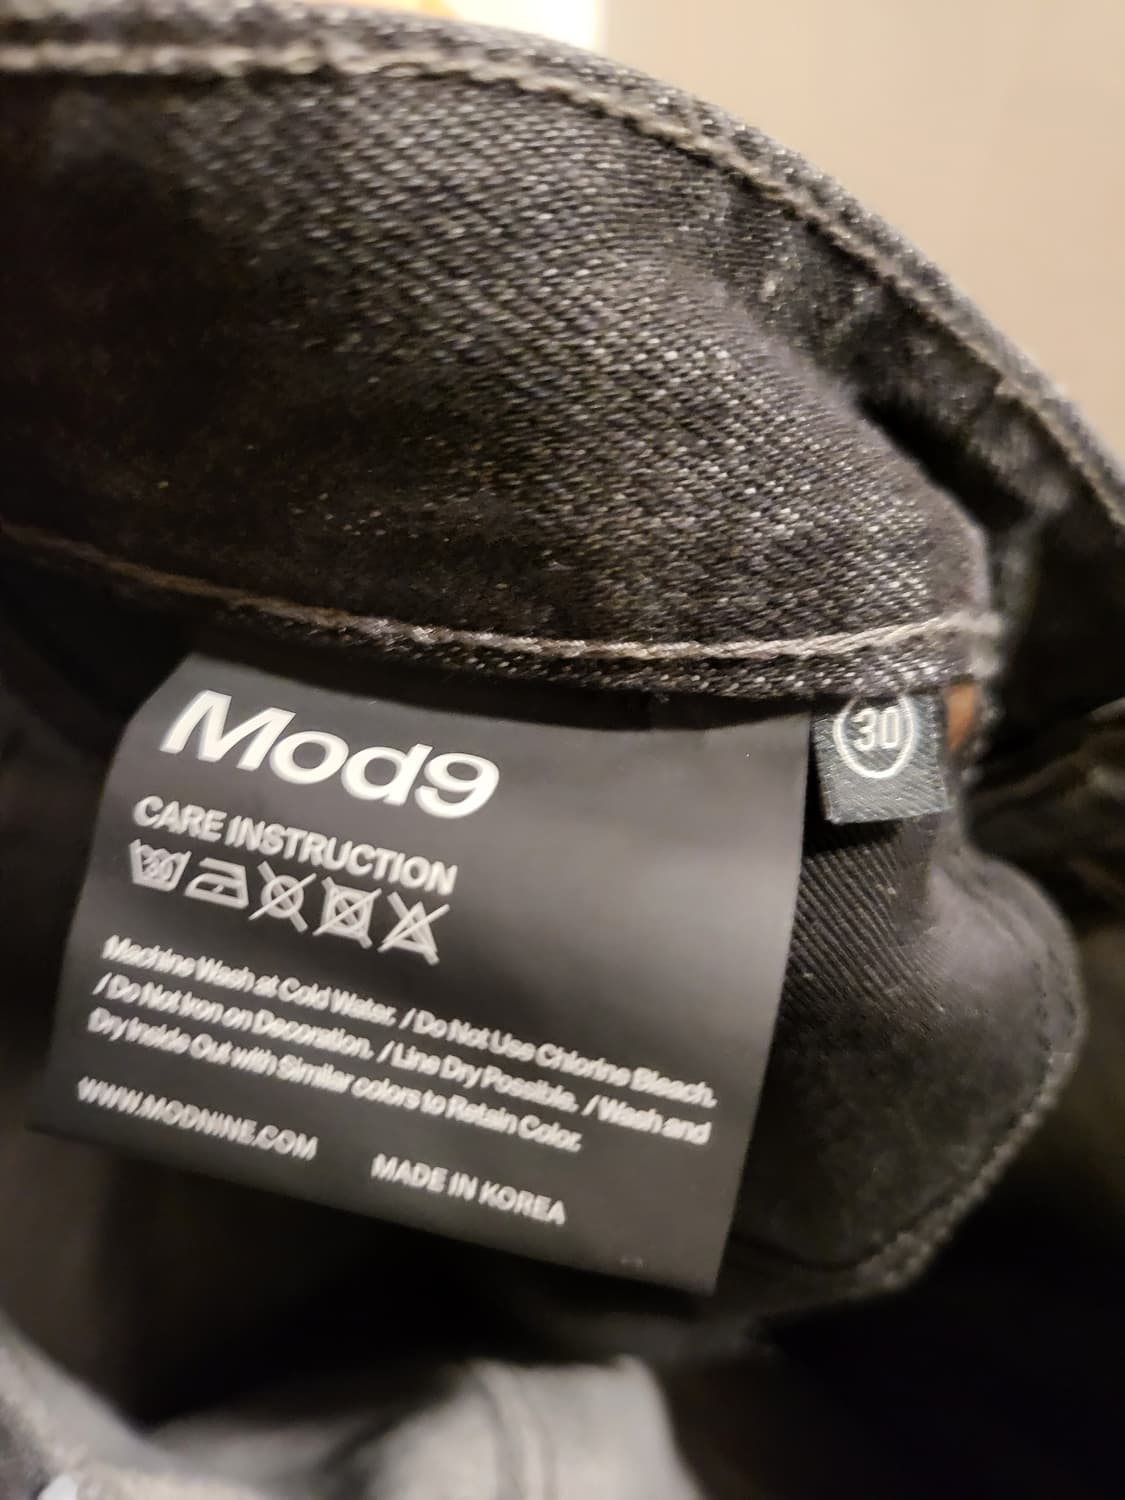 Mod9
30
CARE INSTRUCTION
30
Machine Wash at Cold Water. / Do Not Use Chlorine Bleach.
/ Do Not Iron on Decoration. / Line Dry Possible. / Wash and
Dry Inside Out with Similar colors to Retain Color.
WWW.MODNINE.COM MADE IN KOREA